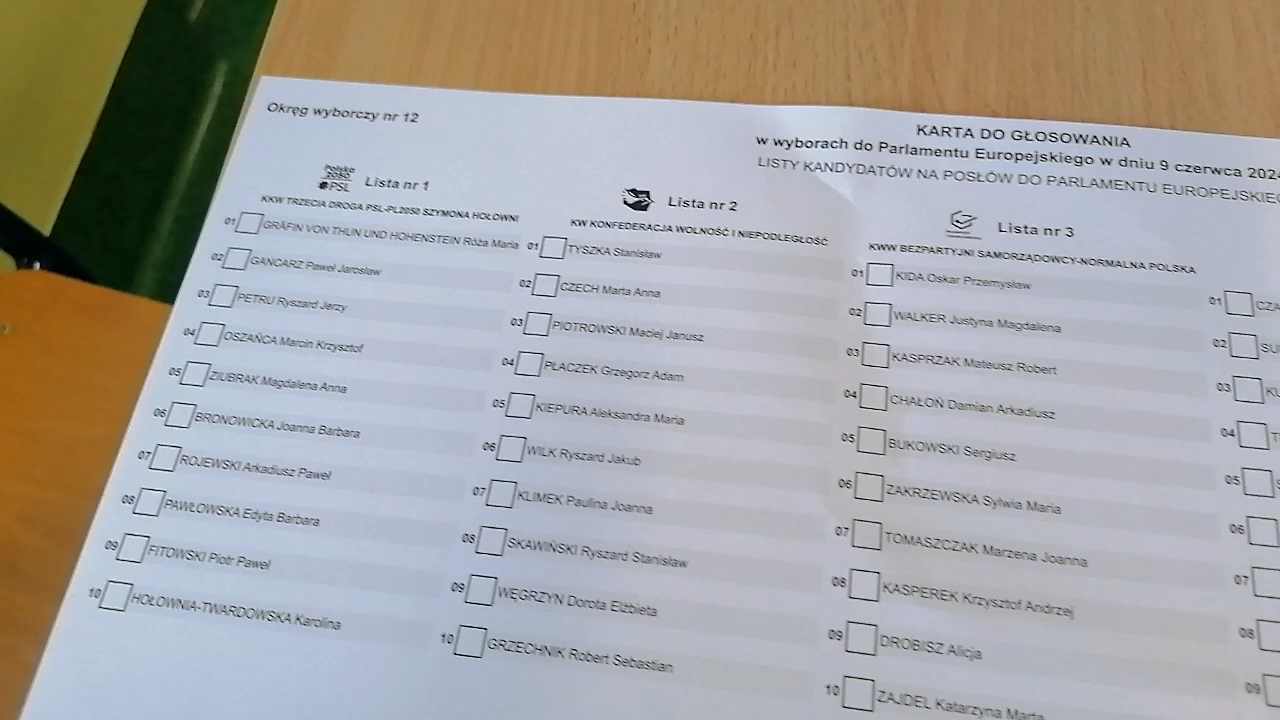 Okręg wyborczy nr 12
KARTA DO GŁOSOWANIA
w wyborach do Parlamentu Europejskiego w dniu 9 czerwca 2024
LISTY KANDYDATÓW NA POSŁÓW DO PARLAMENTU EUROPEJSKIE
Polska
2050
PSL
Lista nr 1
KKW TRZECIA DROGA PSL-PL2050 SZYMONA HOŁOWNI
01 GRÄFIN VON THUN UND HOHENSTEIN Róża Maria
02 GANCARZ Paweł Jarosław
03 PETRU Ryszard Jerzy
04 OSZAŃCA Marcin Krzysztof
05 ZIUBRAK Magdalena Anna
06 BRONOWICKA Joanna Barbara
07 ROJEWSKI Arkadiusz Paweł
08 PAWŁOWSKA Edyta Barbara
09 FITOWSKI Piotr Paweł
10 HOŁOWNIA-TWARDOWSKA Karolina
Lista nr 2
KW KONFEDERACJA WOLNOŚĆ I NIEPODLEGŁOŚĆ
01 TYSZKA Stanisław
02 CZECH Marta Anna
03 PIOTROWSKI Maciej Janusz
04 PŁACZEK Grzegorz Adam
05 KIEPURA Aleksandra Maria
06 WILK Ryszard Jakub
07 KLIMEK Paulina Joanna
08 SKAWIŃSKI Ryszard Stanisław
09 WĘGRZYN Dorota Elżbieta
10 GRZECHNIK Robert Sebastian
Lista nr 3
KWW BEZPARTYJNI SAMORZĄDOWCY-NORMALNA POLSKA
01 KIDA Oskar Przemysław
02 WALKER Justyna Magdalena
03 KASPRZAK Mateusz Robert
04 CHAŁOŃ Damian Arkadiusz
05 BUKOWSKI Sergiusz
06 ZAKRZEWSKA Sylwia Maria
07 TOMASZCZAK Marzena Joanna
08 KASPEREK Krzysztof Andrzej
09 DROBISZ Alicja
10 ZAJDEL Katarzyna Marta
01 CZA
02 SU
03
04
05
06
07
08
09